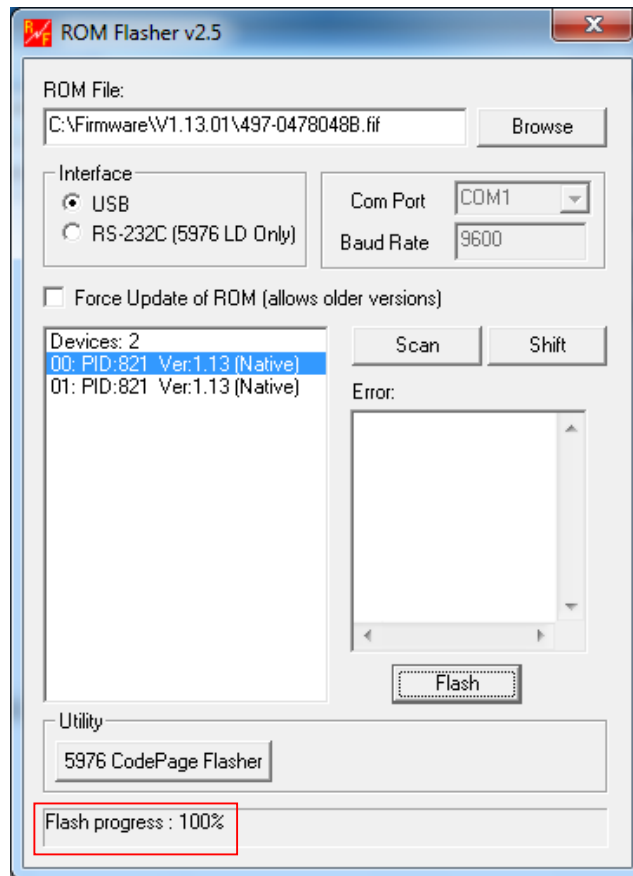 ROM Flasher v2.5
ROM File:
C:\Firmware\V1.13.01\497-0478048B.fif
Browse
Interface
USB
RS-232C (5976 LD Only)
Com Port
COM1
Baud Rate
9600
Force Update of ROM (allows older versions)
Devices: 2
00: PID:821 Ver:1.13 (Native)
01: PID:821 Ver:1.13 (Native)
Scan
Shift
Error:
Flash
Utility
5976 CodePage Flasher
Flash progress : 100%